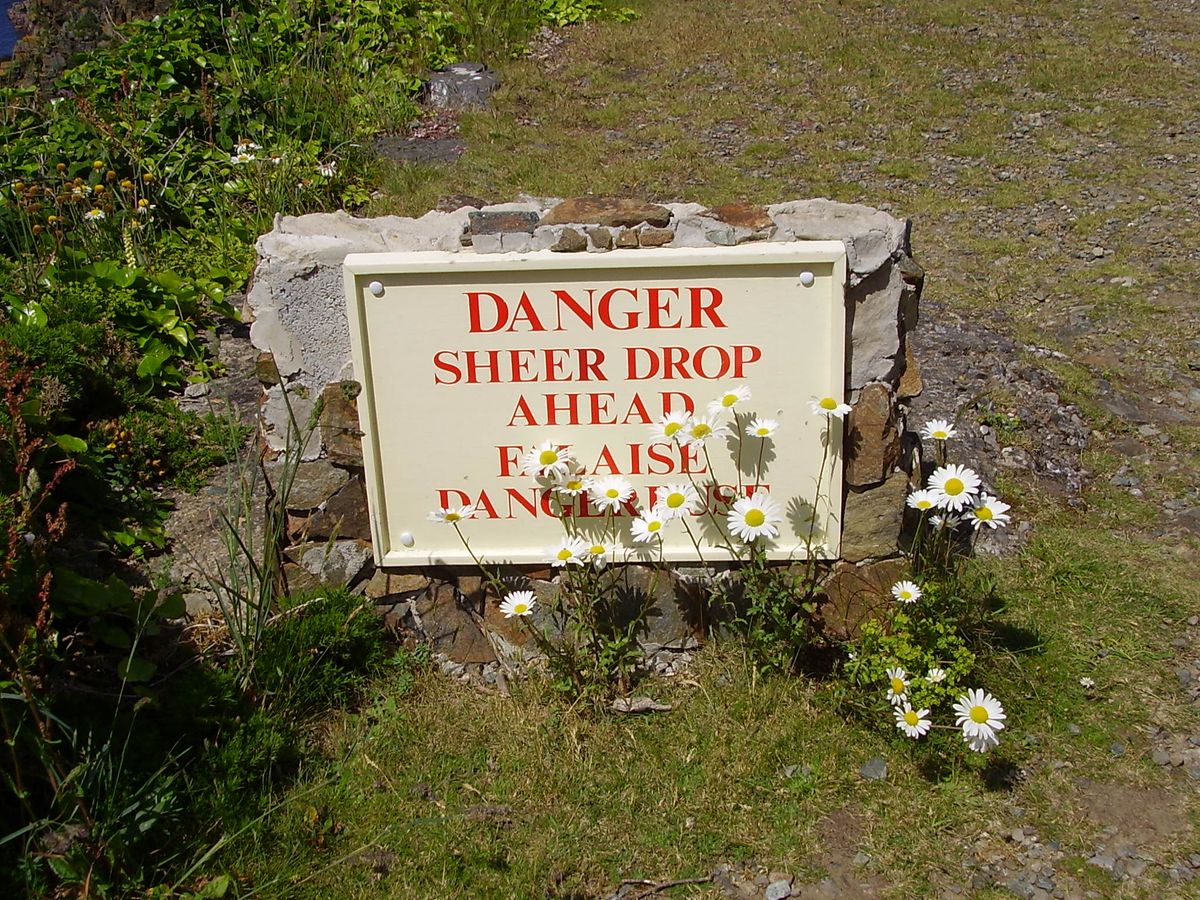 DANGER
SHEER DROP
AHEAD
FALAISE
DANGEREUSE